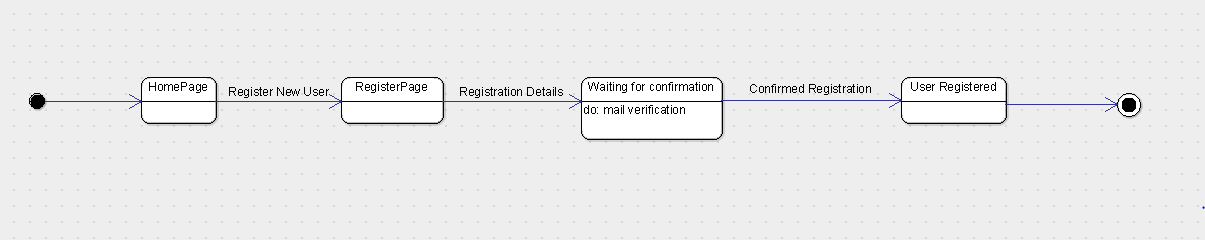 HomePage
Register New User
RegisterPage
Registration Details
Waiting for confirmation
do: mail verification
Confirmed Registration
User Registered